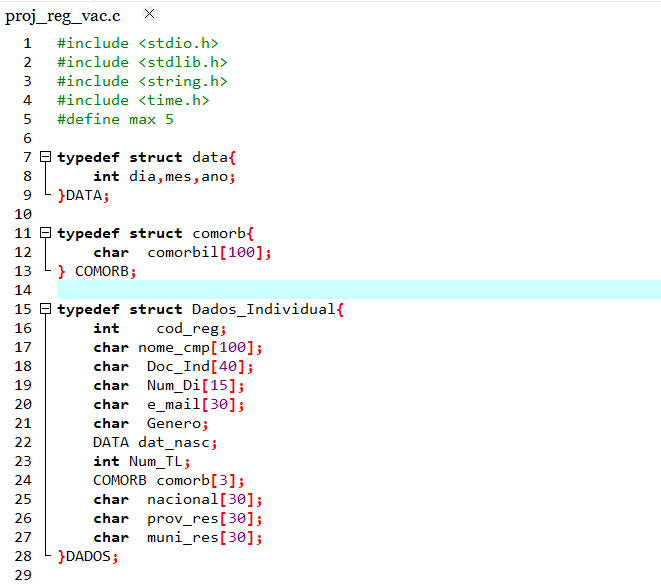 proj_reg_vac.c ×
1 #include <stdio.h>
2 #include <stdlib.h>
3 #include <string.h>
4 #include <time.h>
5 #define max 5
6
7 typedef struct data{
8     int dia,mes,ano;
9 }DATA;
10
11 typedef struct comorb{
12     char  comorbil[100];
13 } COMORB;
14
15 typedef struct Dados_Individual{
16     int    cod_reg;
17     char nome_cmp[100];
18     char  Doc_Ind[40];
19     char  Num_Di[15];
20     char  e_mail[30];
21     char  Genero;
22     DATA dat_nasc;
23     int Num_TL;
24     COMORB comorb[3];
25     char  nacional[30];
26     char  prov_res[30];
27     char  muni_res[30];
28 }DADOS;
29